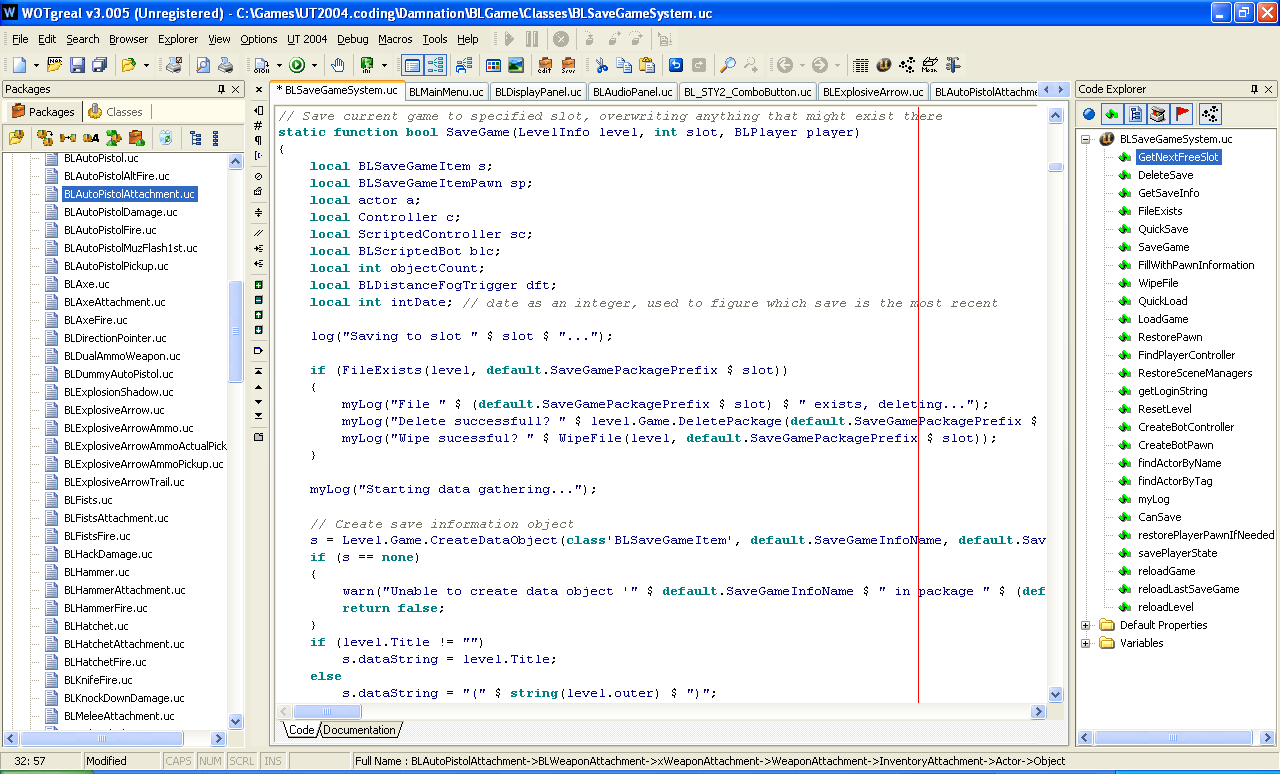 WOTgreal v3.005 (Unregistered) - C:\Games\UT2004.coding\Damnation\BLGame\Classes\BLSaveGameSystem.uc
File Edit Search Browser Explorer View Options UT 2004 Debug Macros Tools Help
Packages
Packages Classes
BLAutoPistol.uc
BLAutoPistolAltFire.uc
BLAutoPistolAttachment.uc
BLAutoPistolDamage.uc
BLAutoPistolFire.uc
BLAutoPistolMuzFlash1st.uc
BLAutoPistolPickup.uc
BLAxe.uc
BLAxeAttachment.uc
BLAxeFire.uc
BLDirectionPointer.uc
BLDualAmmoWeapon.uc
BLDummyAutoPistol.uc
BLExplosionShadow.uc
BLExplosiveArrow.uc
BLExplosiveArrowAmmo.uc
BLExplosiveArrowAmmoActualPick
BLExplosiveArrowAmmoPickup.uc
BLExplosiveArrowTrail.uc
BLFists.uc
BLFistsAttachment.uc
BLFistsFire.uc
BLHackDamage.uc
BLHammer.uc
BLHammerAttachment.uc
BLHammerFire.uc
BLHatchet.uc
BLHatchetAttachment.uc
BLHatchetFire.uc
BLKnifeFire.uc
BLKnockDownDamage.uc
BLMeleeAttachment.uc
* BLSaveGameSystem.uc BLMainMenu.uc BLDisplayPanel.uc BLAudioPanel.uc BL_STY2_ComboButton.uc BLExplosiveArrow.uc BLAutoPistolAttachme
// Save current game to specified slot, overwriting anything that might exist there
static function bool SaveGame(LevelInfo level, int slot, BLPlayer player)
{
local BLSaveGameItem s;
local BLSaveGameItemPawn sp;
local actor a;
local Controller c;
local ScriptedController sc;
local BLScriptedBot blc;
local int objectCount;
local BLDistanceFogTrigger dft;
local int intDate; // date as an integer, used to figure which save is the most recent
log("Saving to slot " $ slot $ "...");
if (FileExists(level, default.SaveGamePackagePrefix $ slot))
{
myLog("File " $ (default.SaveGamePackagePrefix $ slot) $ " exists, deleting...");
myLog("Delete successfull? " $ level.Game.DeletePackage(default.SaveGamePackagePrefix $
myLog("Wipe sucessful? " $ WipeFile(level, default.SaveGamePackagePrefix $ slot));
}
myLog("Starting data gathering...");
// Create save information object
s = Level.Game.CreateDataObject(class'BLSaveGameItem', default.SaveGameInfoName, default.Sav
if (s == none)
{
warn("Unable to create data object '" $ default.SaveGameInfoName $ " in package " $ (def
return false;
}
if (level.Title != "")
s.dataString = level.Title;
else
s.dataString = "(" $ string(level.outer) $ ")";
Code Documentation
Code Explorer
BLSaveGameSystem.uc
GetNextFreeSlot
DeleteSave
GetSaveInfo
FileExists
QuickSave
SaveGame
FillWithPawnInformation
WipeFile
QuickLoad
LoadGame
RestorePawn
FindPlayerController
RestoreSceneManagers
getLoginString
ResetLevel
CreateBotController
CreateBotPawn
findActorByName
findActorByTag
myLog
CanSave
restorePlayerPawnIfNeeded
savePlayerState
reloadGame
reloadLastSaveGame
reloadLevel
Default Properties
Variables
32: 57 Modified CAPS NUM SCRL INS Full Name : BLAutoPistolAttachment->BLWeaponAttachment->xWeaponAttachment->WeaponAttachment->InventoryAttachment->Actor->Object